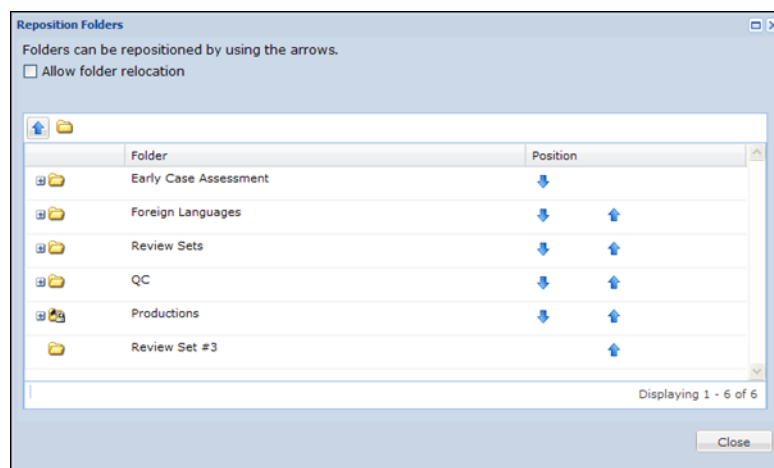 Reposition Folders
Folders can be repositioned by using the arrows.
Allow folder relocation
Folder Position
Early Case Assessment
Foreign Languages
Review Sets
QC
Productions
Review Set #3
Displaying 1 - 6 of 6
Close